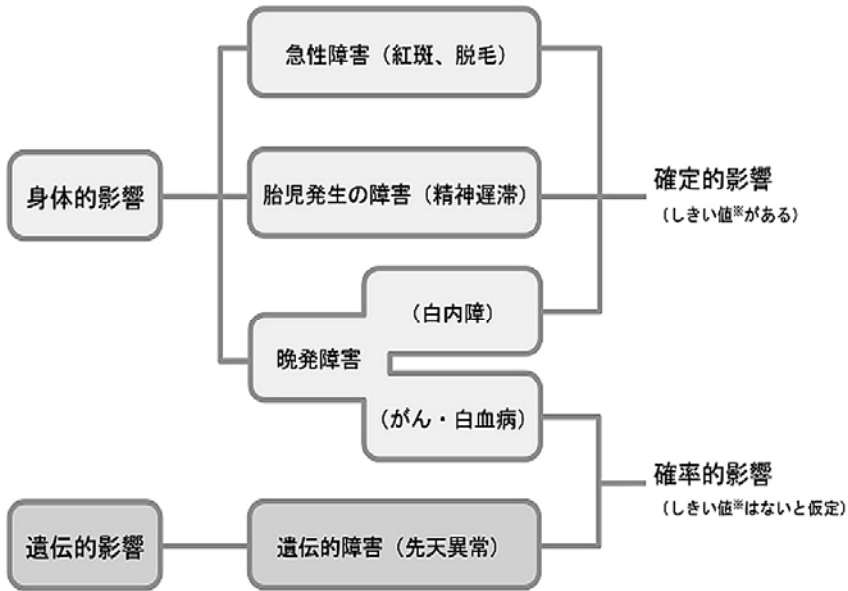 急性障害（紅斑、脱毛）
身体的影響
胎児発生の障害（精神遅滞）
確定的影響
（しきい値※がある）
（白内障）
晩発障害
（がん・白血病）
確率的影響
（しきい値※はないと仮定）
遺伝的影響
遺伝的障害（先天異常）